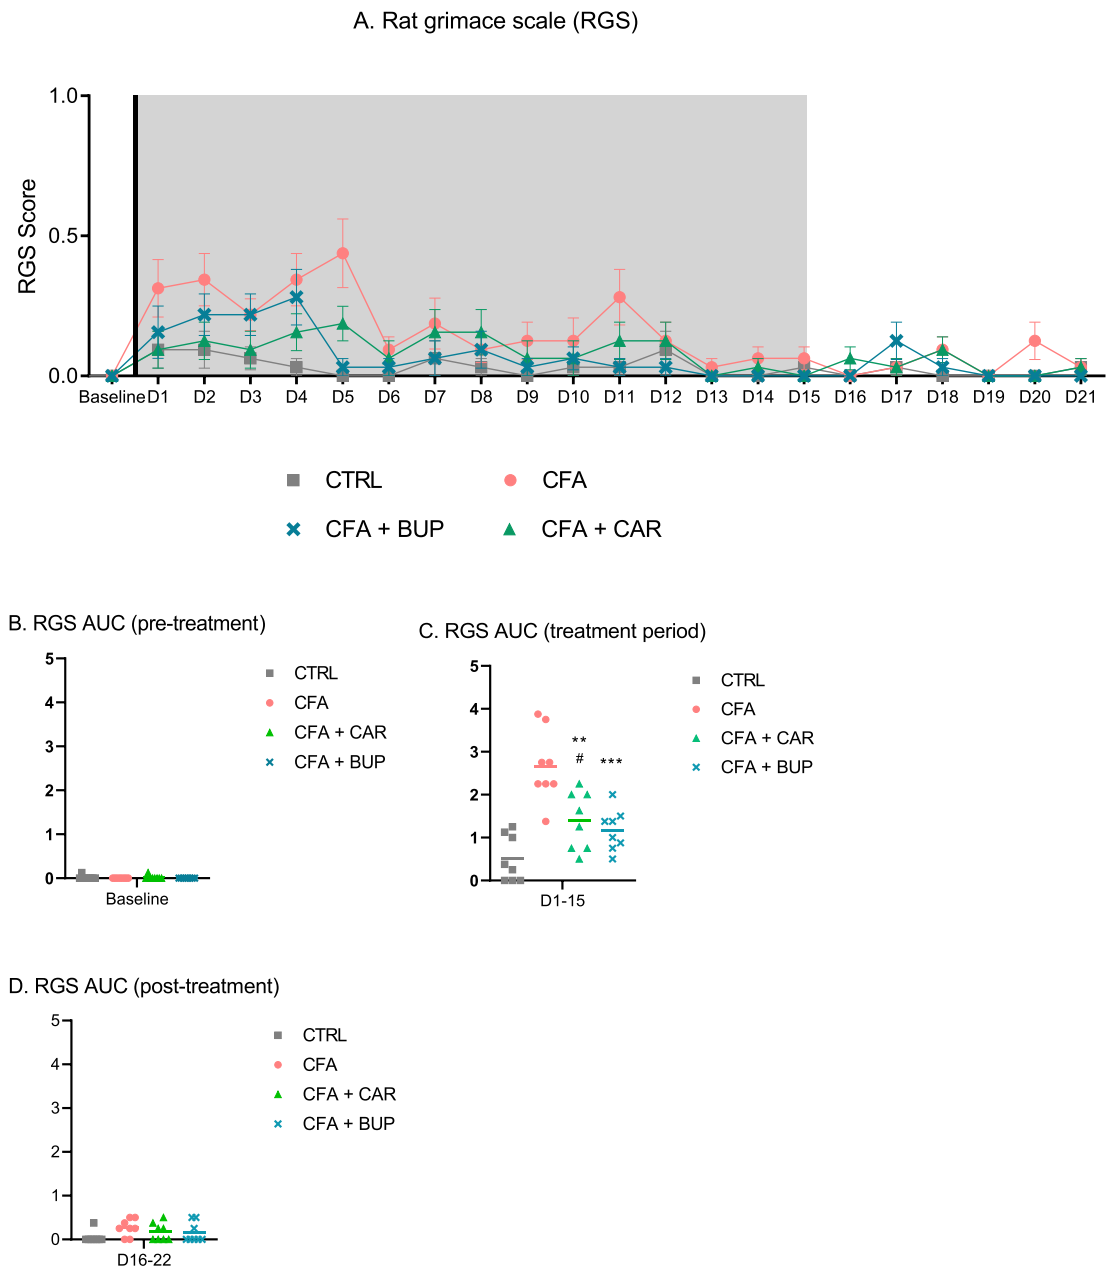 A. Rat grimace scale (RGS)
1.0
0.5
0.0
RGS Score
Baseline D1 D2 D3 D4 D5 D6 D7 D8 D9 D10 D11 D12 D13 D14 D15 D16 D17 D18 D19 D20 D21
CTRL CFA
CFA + BUP CFA + CAR
B. RGS AUC (pre-treatment)
5
4
3
2
1
0
Baseline
CTRL
CFA
CFA + CAR
CFA + BUP
C. RGS AUC (treatment period)
5
4
3
2
1
0
**
#
***
D1-15
CTRL
CFA
CFA + CAR
CFA + BUP
D. RGS AUC (post-treatment)
5
4
3
2
1
0
D16-22
CTRL
CFA
CFA + CAR
CFA + BUP